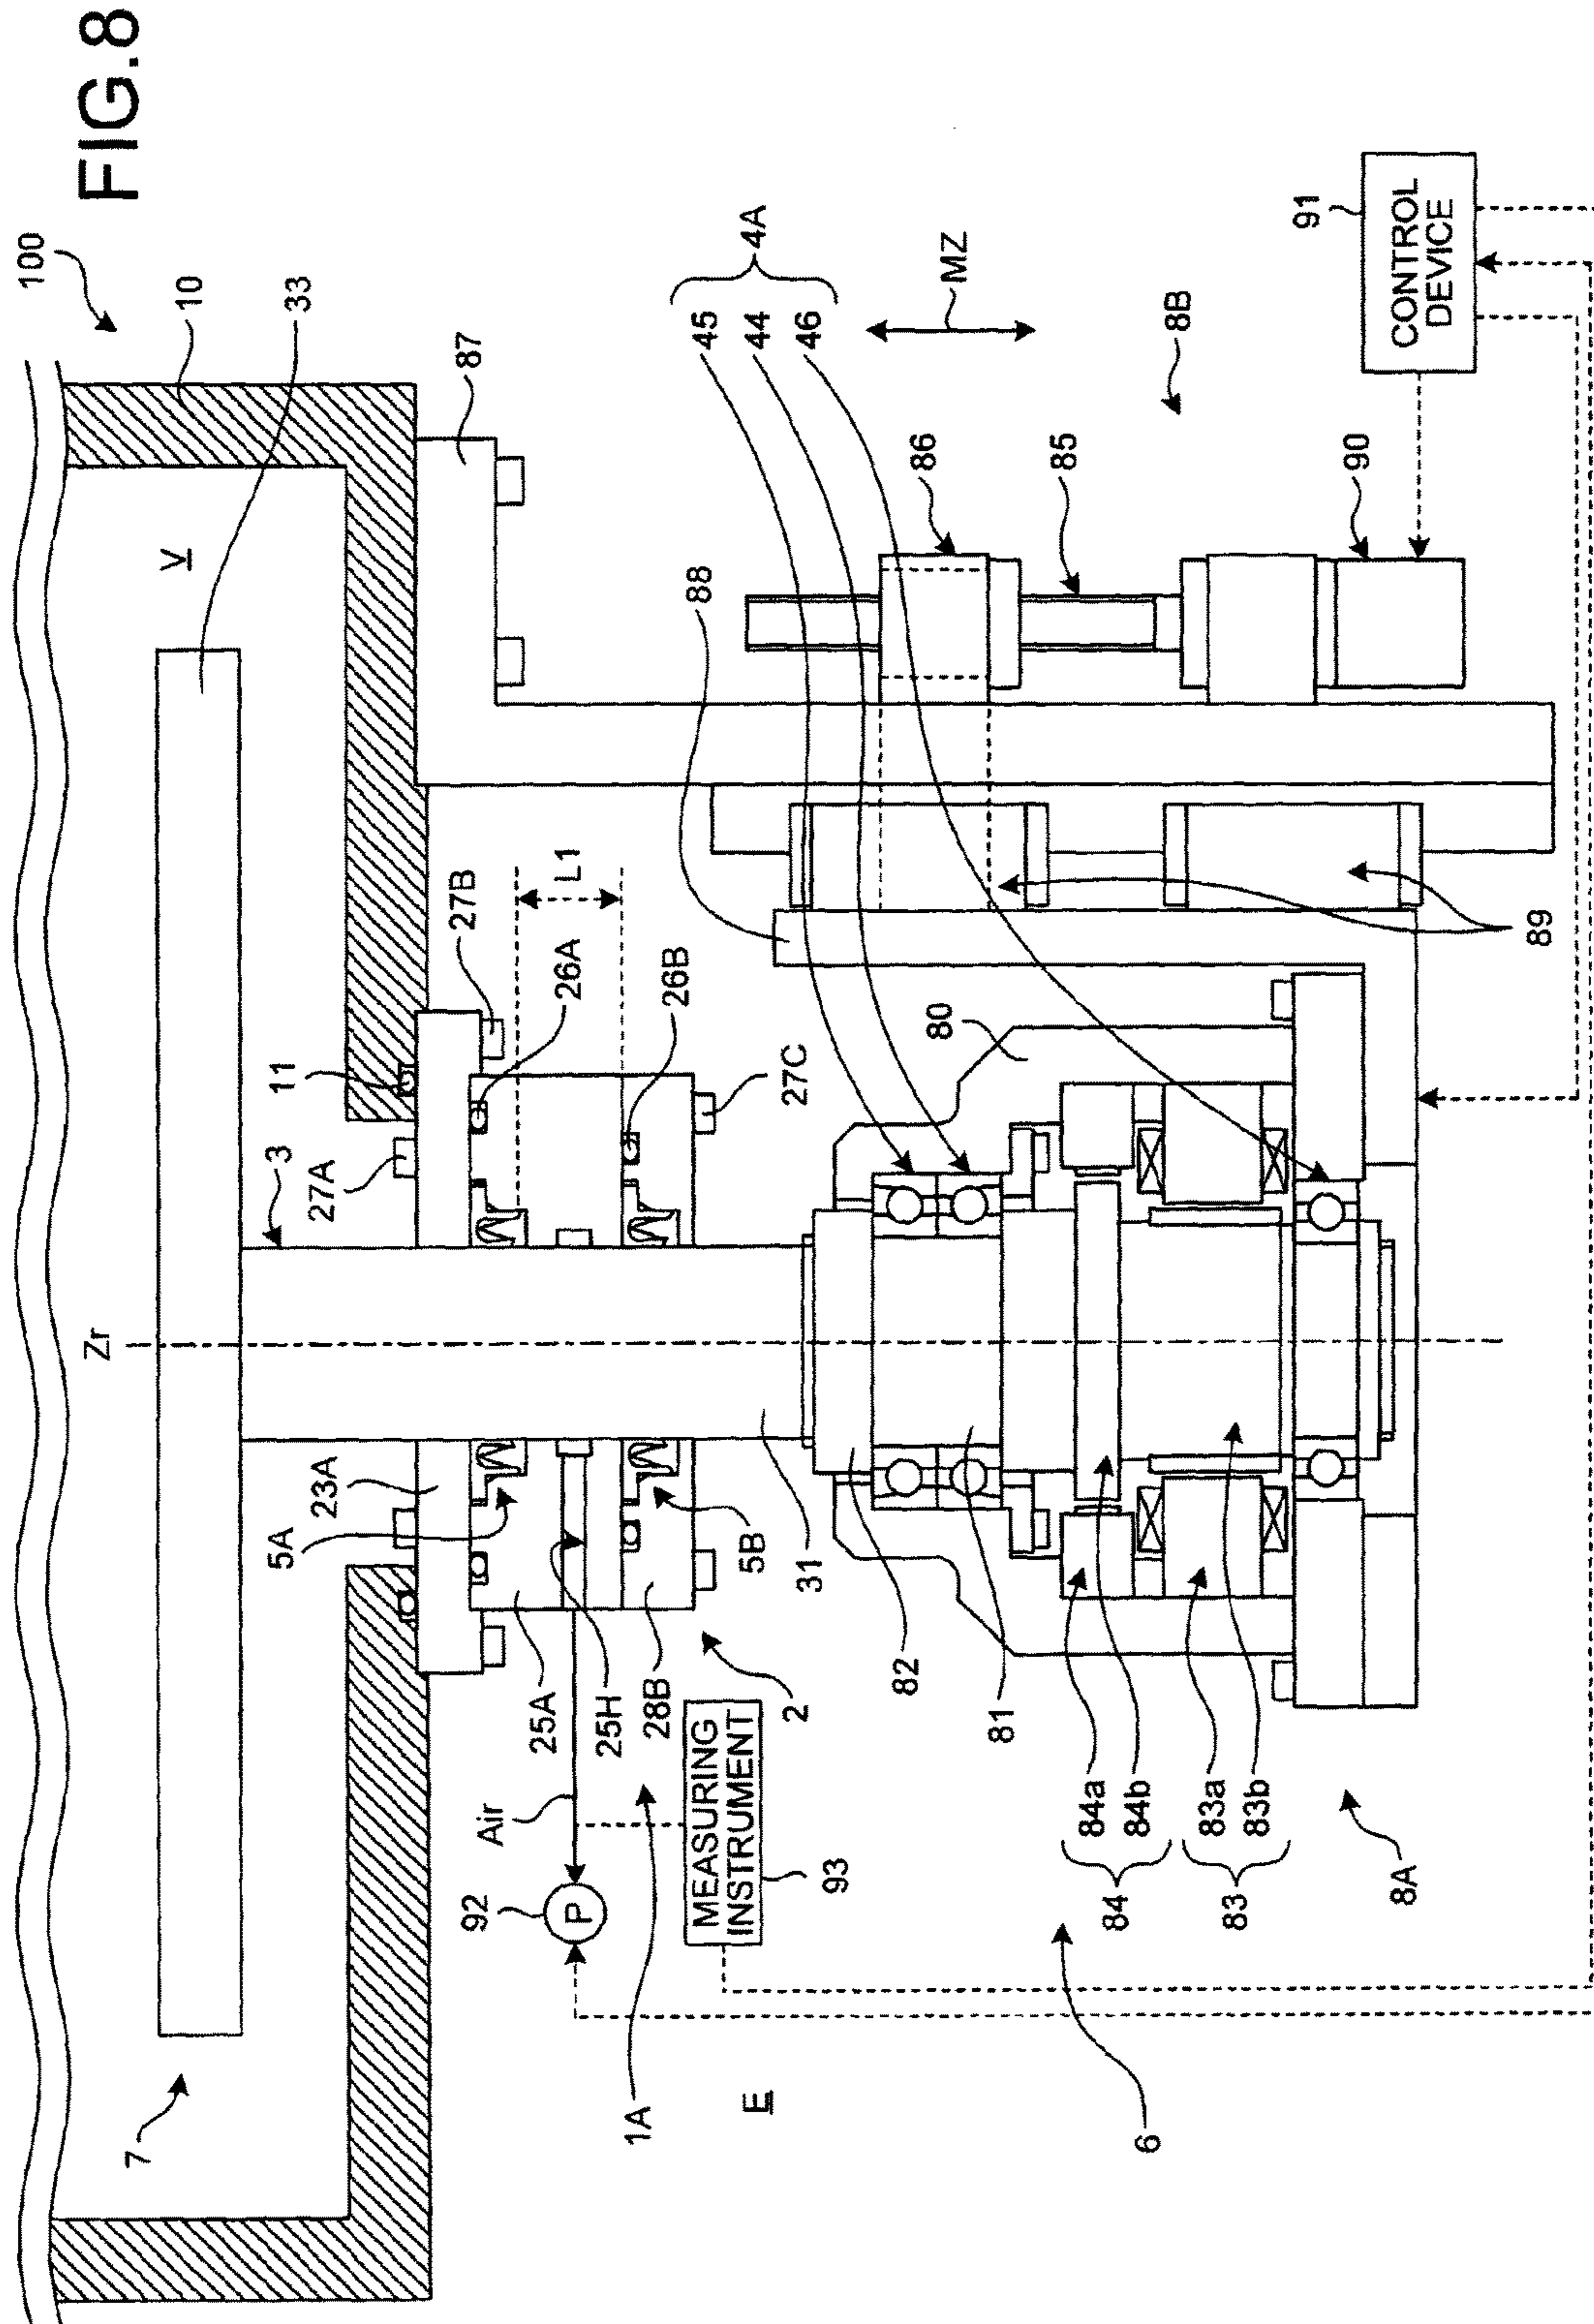 FIG.8
100
10
33
87
V
Zr
3
27A
11
27B
26A
L1
26B
27C
23A
5A
5B
31
25A
25H
28B
2
Air
92
P
MEASURING
INSTRUMENT
93
1A
E
7
6
45
44
46
4A
MZ
8B
86
85
90
88
89
80
82
81
84a
84b
84
83a
83b
83
8A
91
CONTROL
DEVICE